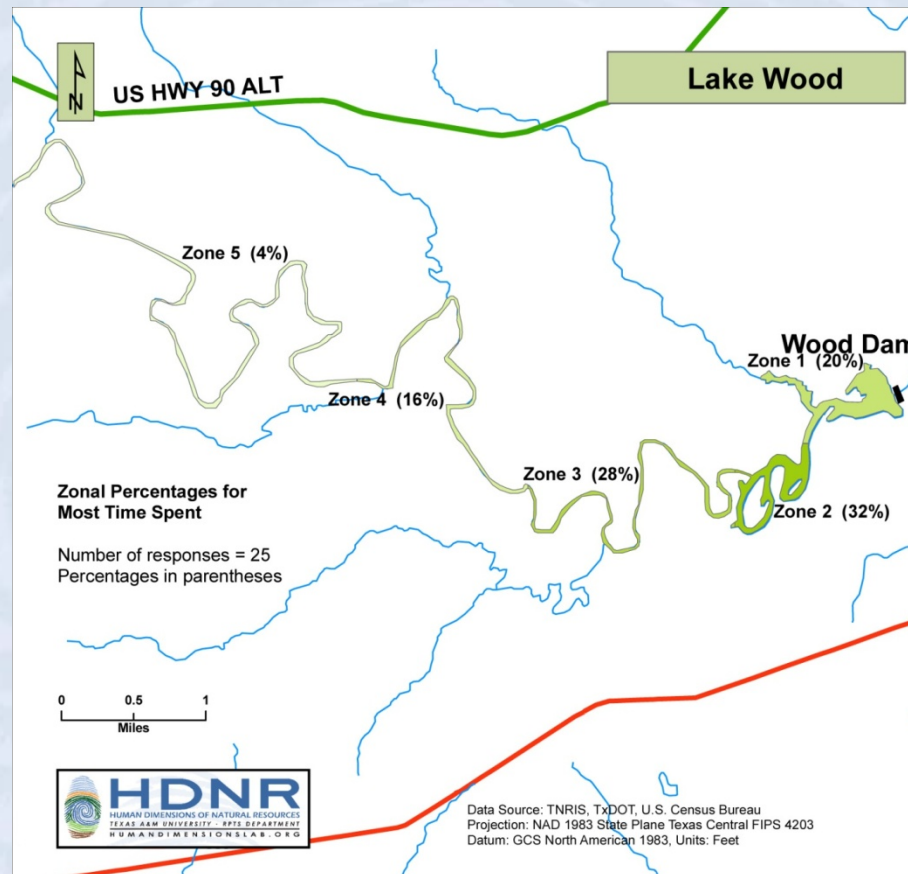 N
US HWY 90 ALT
Lake Wood
Zone 5 (4%)
Wood Dam
Zone 1 (20%)
Zone 4 (16%)
Zone 3 (28%)
Zone 2 (32%)
Zonal Percentages for
Most Time Spent
Number of responses = 25
Percentages in parentheses
0 0.5 1
Miles
HDNR
HUMAN DIMENSIONS OF NATURAL RESOURCES
TEXAS A&M UNIVERSITY - RPTS DEPARTMENT
HUMANDIMENSIONSLAB.ORG
Data Source: TNRIS, TxDOT, U.S. Census Bureau
Projection: NAD 1983 State Plane Texas Central FIPS 4203
Datum: GCS North American 1983, Units: Feet